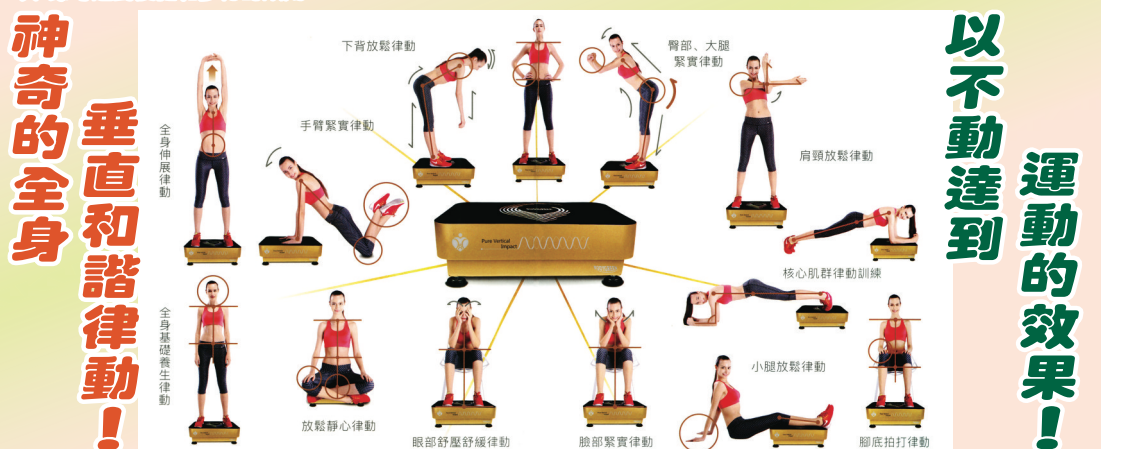 神奇的全身
垂直和諧律動！
全身伸展律動
手臂緊實律動
下背放鬆律動
臀部、大腿
緊實律動
肩頸放鬆律動
核心肌群律動訓練
Pure Vertical
Impact
全身基礎養生律動
放鬆靜心律動
眼部舒壓舒緩律動
臉部緊實律動
小腿放鬆律動
腳底拍打律動
以不動達到
運動的效果！